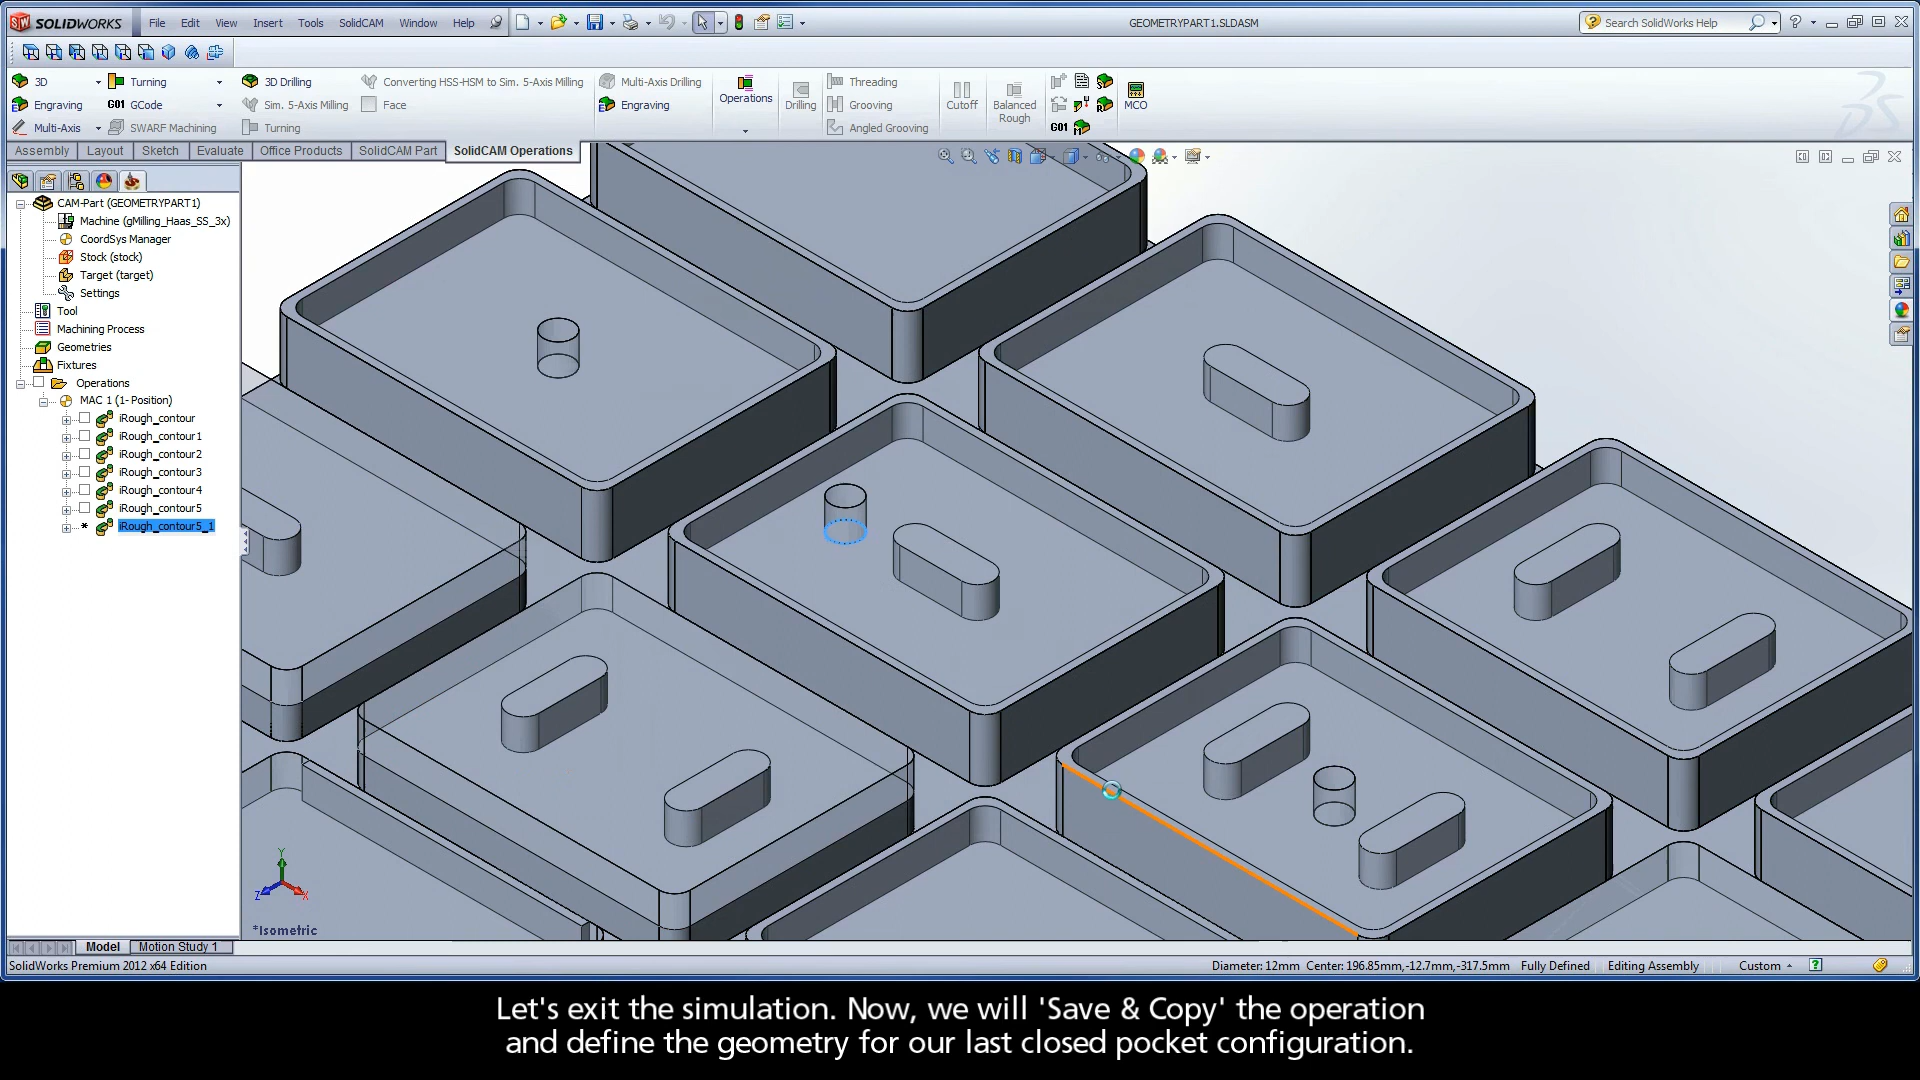 SOLIDWORKS
File Edit View Insert Tools SolidCAM Window Help
GEOMETRYPART1.SLDASM
Search SolidWorks Help
3D Turning 3D Drilling Converting HSS-HSM to Sim. 5-Axis Milling Multi-Axis Drilling Threading
Engraving G01 GCode Sim. 5-Axis Milling Face Engraving Operations Drilling Grooving Cutoff Balanced Rough MCO
Multi-Axis SWARF Machining Turning Angled Grooving G01
Assembly Layout Sketch Evaluate Office Products SolidCAM Part SolidCAM Operations
CAM-Part (GEOMETRYPART1)
Machine (gMilling_Haas_SS_3x)
CoordSys Manager
Stock (stock)
Target (target)
Settings
Tool
Machining Process
Geometries
Fixtures
Operations
MAC 1 (1- Position)
iRough_contour
iRough_contour1
iRough_contour2
iRough_contour3
iRough_contour4
iRough_contour5
* iRough_contour5_1
Y
Z X
*Isometric
Model Motion Study 1
SolidWorks Premium 2012 x64 Edition
Diameter: 12mm Center: 196.85mm,-12.7mm,-317.5mm Fully Defined Editing Assembly Custom
Let's exit the simulation. Now, we will 'Save & Copy' the operation
and define the geometry for our last closed pocket configuration.